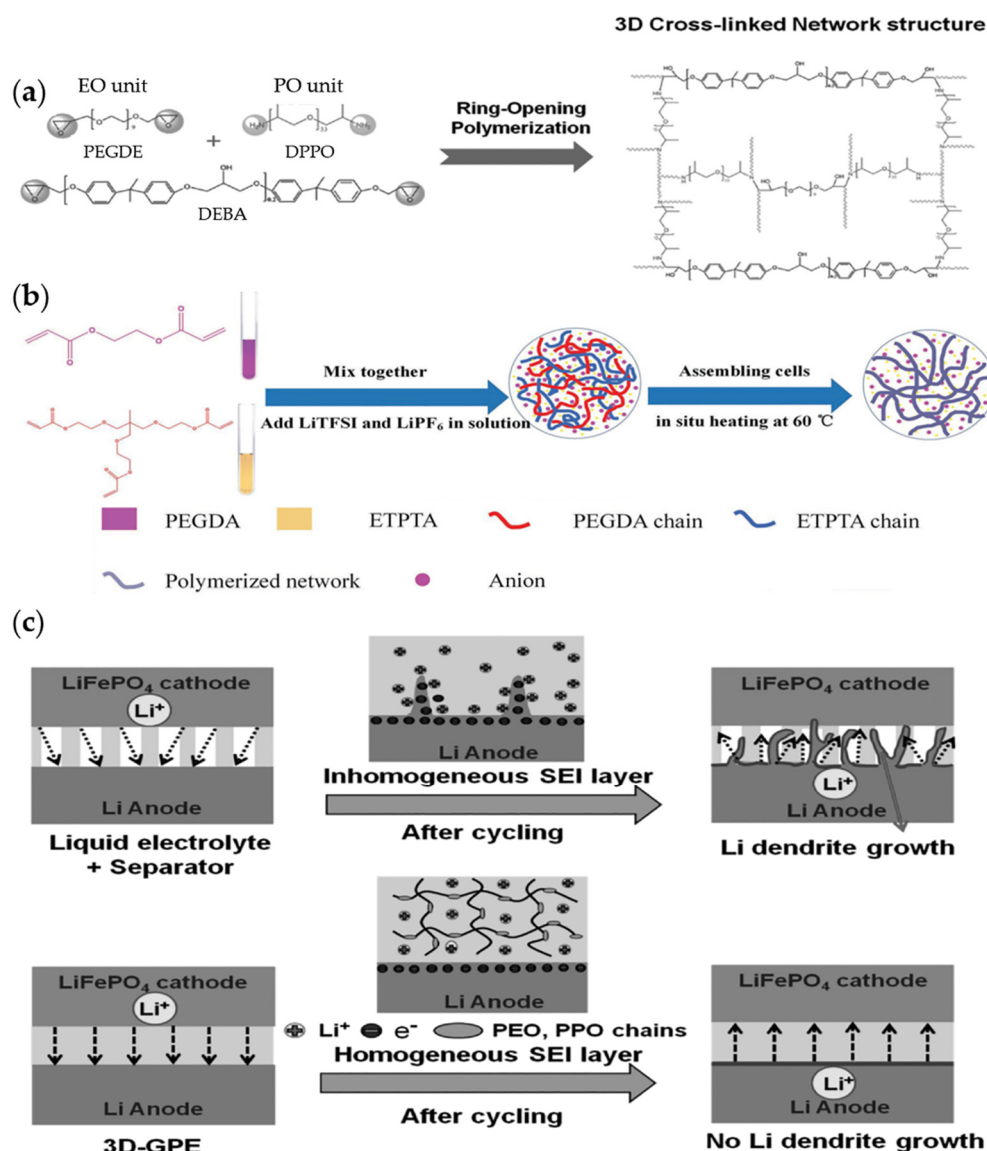 3D Cross-linked Network structure
(a)
EO unit
PO unit
PEGDE
+
DPPO
DEBA
Ring-Opening
Polymerization
(b)
Mix together
Add LiTFSI and LiPF₆ in solution
Assembling cells
in situ heating at 60 ℃
PEGDA
ETPTA
PEGDA chain
ETPTA chain
Polymerized network
Anion
(c)
LiFePO₄ cathode
Li⁺
Li Anode
Liquid electrolyte
+ Separator
Li Anode
Inhomogeneous SEI layer
After cycling
LiFePO₄ cathode
Li⁺
Li Anode
Li dendrite growth
LiFePO₄ cathode
Li⁺
Li Anode
3D-GPE
Li Anode
Li⁺ e⁻ PEO, PPO chains
Homogeneous SEI layer
After cycling
LiFePO₄ cathode
Li⁺
Li Anode
No Li dendrite growth